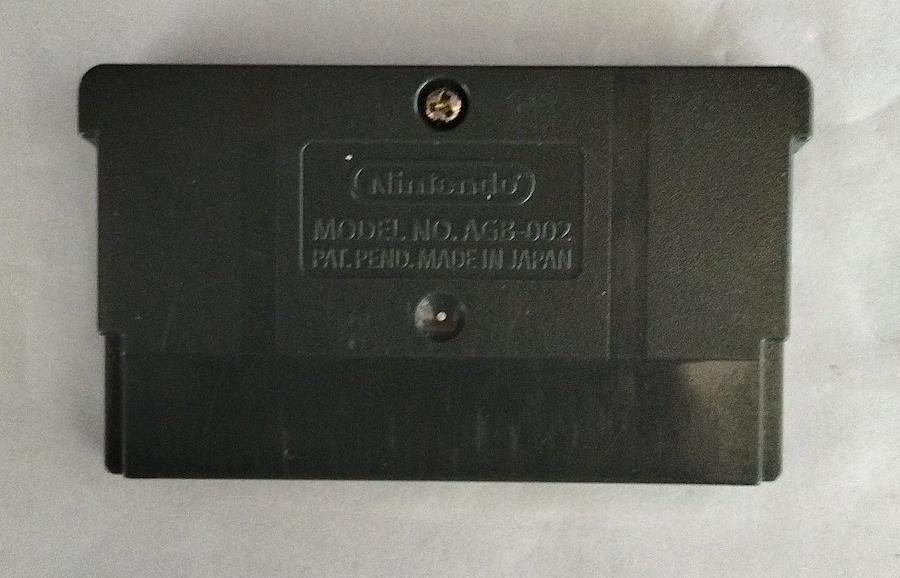 Nintendo
MODEL NO. AGB-002
PAT. PEND. MADE IN JAPAN